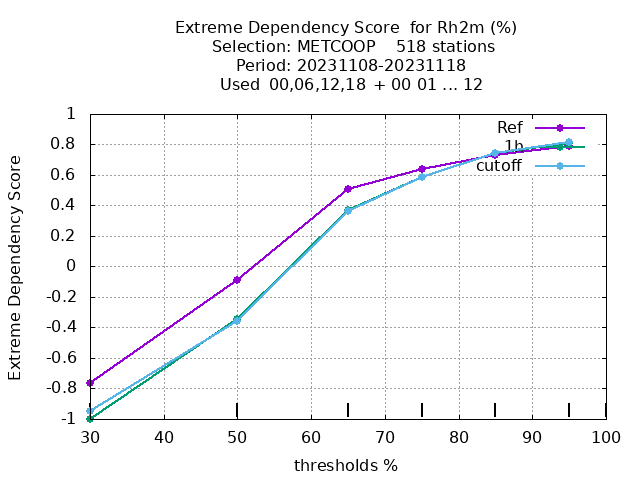 Extreme Dependency Score  for Rh2m (%)
Selection: METCOOP    518 stations
Period: 20231108-20231118
Used  00,06,12,18  + 00 01 ... 12
Extreme Dependency Score
1
0.8
0.6
0.4
0.2
0
-0.2
-0.4
-0.6
-0.8
-1
Ref
1b
cutoff
30 40 50 60 70 80 90 100
thresholds %